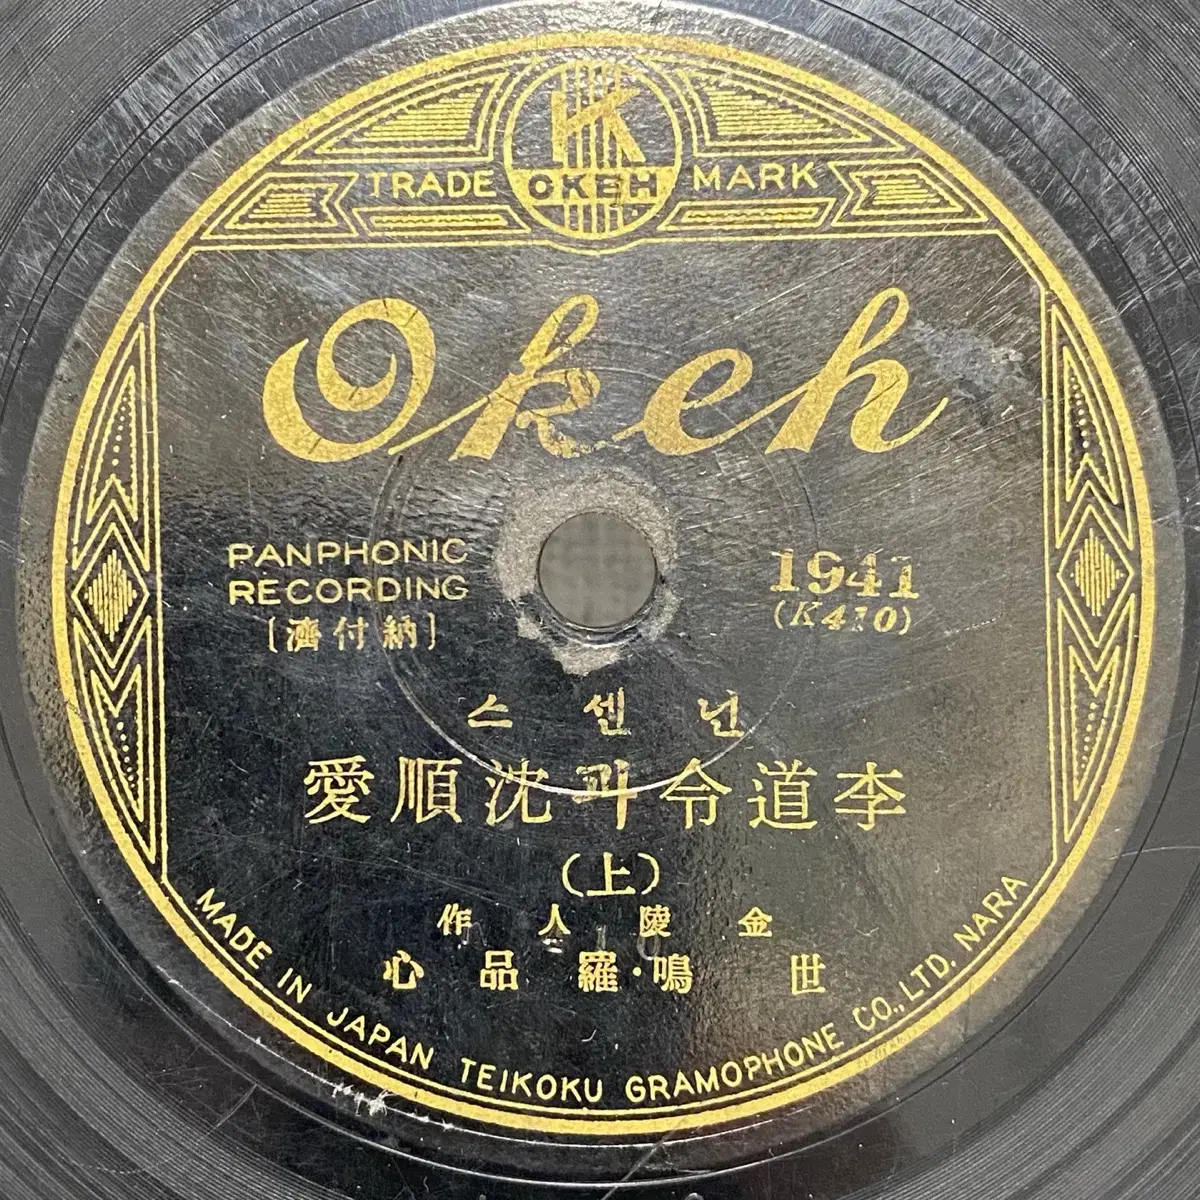 TRADE MARK
K
OKEH
Okeh
PANPHONIC
RECORDING
[納付濟]
1941
(K410)
넌센스
李道令과沈順愛
(上)
金陵人作
世鳴·羅品心
MADE IN JAPAN TEIKOKU GRAMOPHONE CO., LTD. NARA